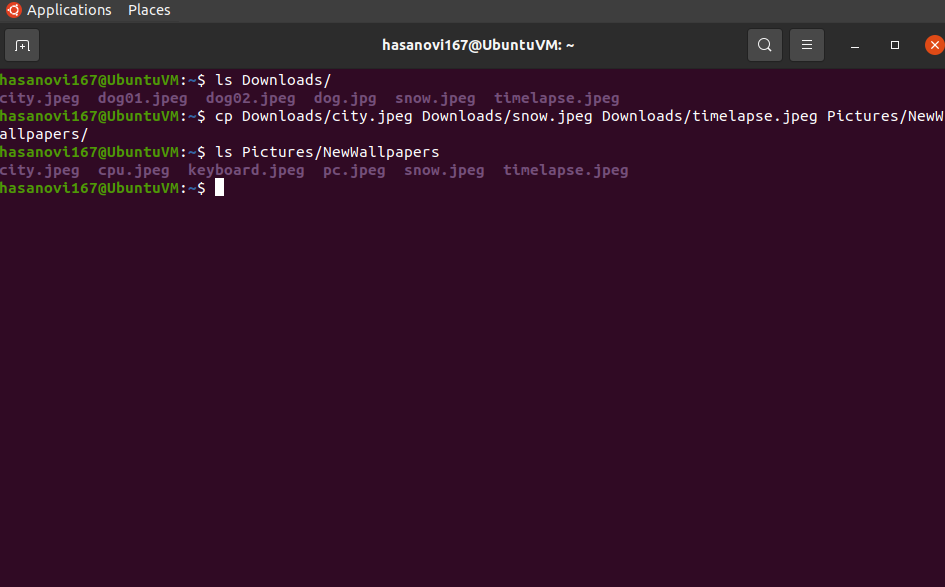 Applications Places
hasanovi167@UbuntuVM: ~
hasanovi167@UbuntuVM:~$ ls Downloads/
city.jpeg dog01.jpeg dog02.jpeg dog.jpg snow.jpeg timelapse.jpeg
hasanovi167@UbuntuVM:~$ cp Downloads/city.jpeg Downloads/snow.jpeg Downloads/timelapse.jpeg Pictures/NewW
allpapers/
hasanovi167@UbuntuVM:~$ ls Pictures/NewWallpapers
city.jpeg cpu.jpeg keyboard.jpeg pc.jpeg snow.jpeg timelapse.jpeg
hasanovi167@UbuntuVM:~$